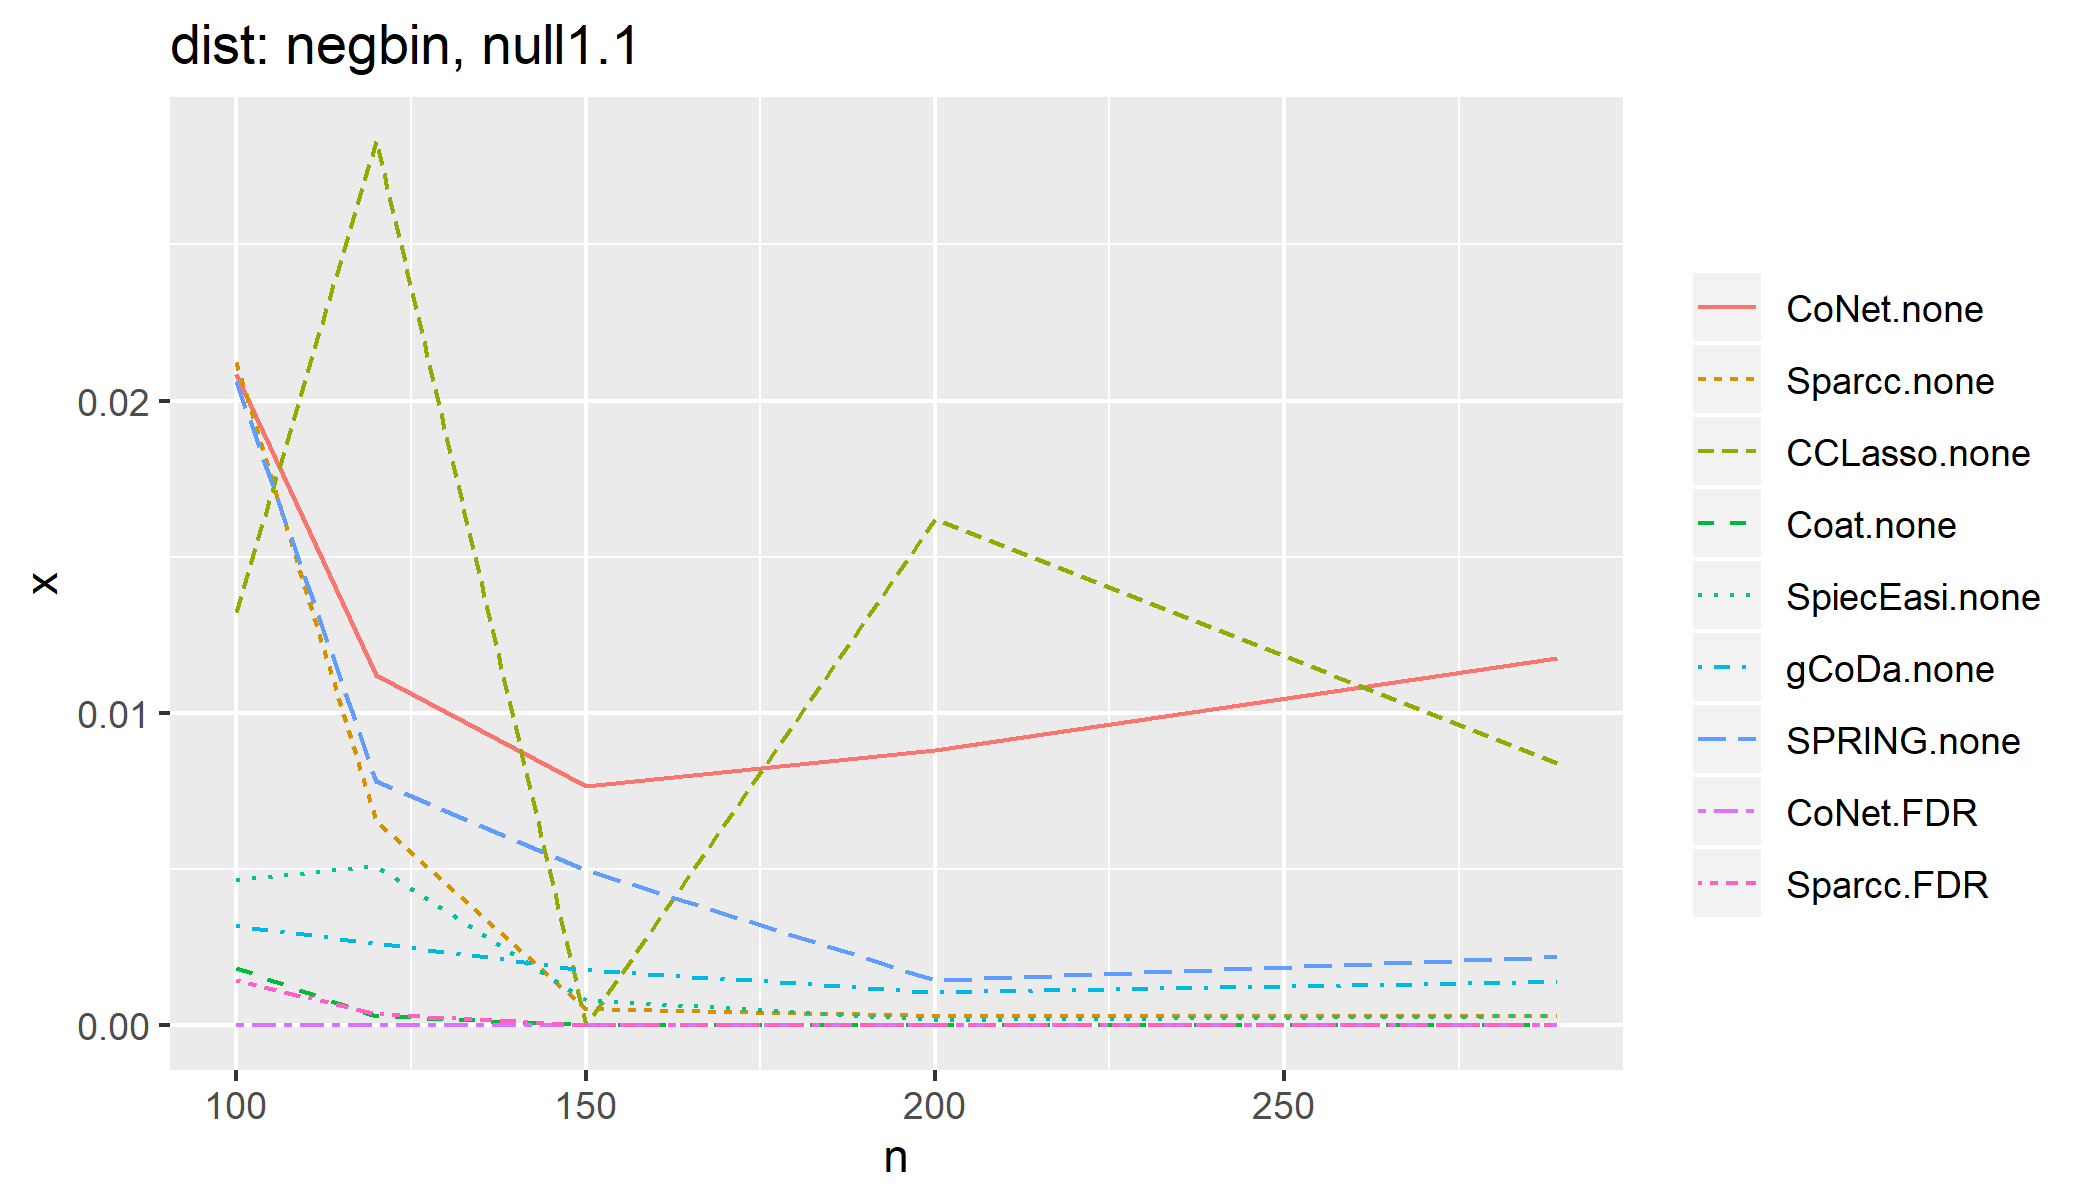 dist: negbin, null1.1
x
0.02
0.01
0.00
100
150
200
250
n
CoNet.none
Sparcc.none
CCLasso.none
Coat.none
SpiecEasi.none
gCoDa.none
SPRING.none
CoNet.FDR
Sparcc.FDR